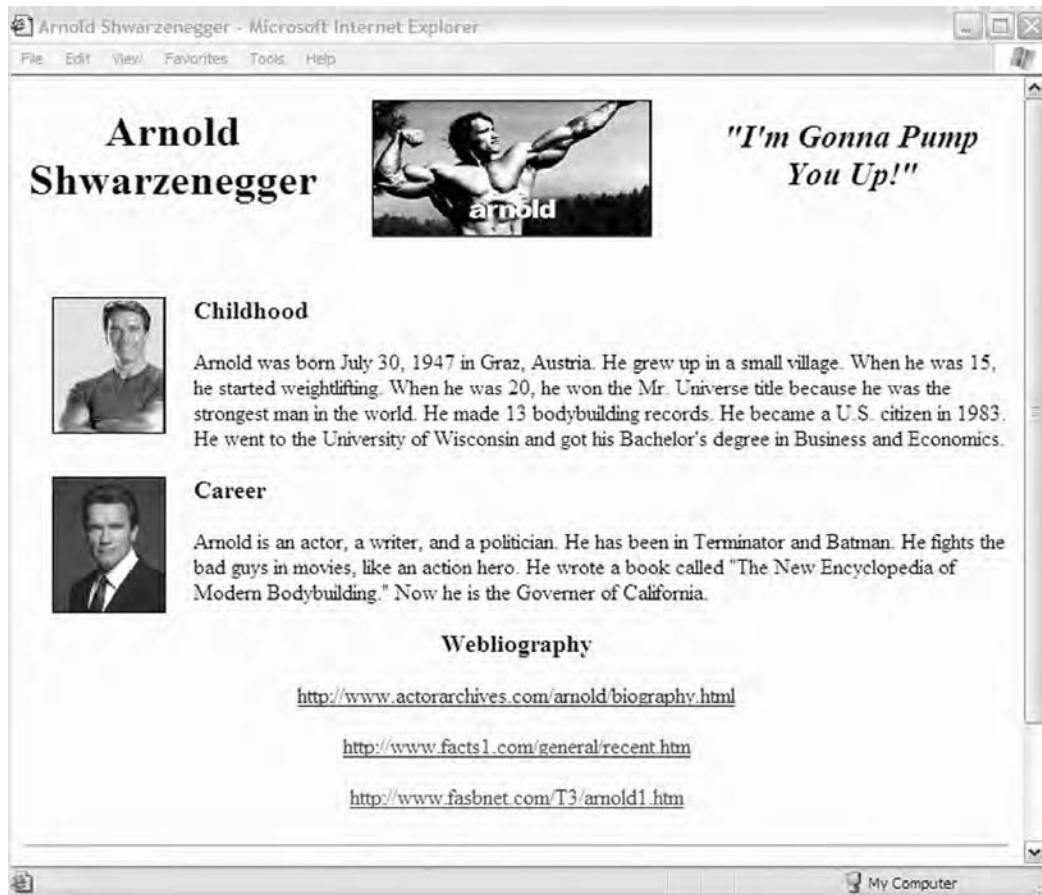 Arnold Shwarzenegger - Microsoft Internet Explorer
File Edit View Favorites Tools Help
Arnold
Shwarzenegger
arnold
"I'm Gonna Pump
You Up!"
Childhood
Arnold was born July 30, 1947 in Graz, Austria. He grew up in a small village. When he was 15,
he started weightlifting. When he was 20, he won the Mr. Universe title because he was the
strongest man in the world. He made 13 bodybuilding records. He became a U.S. citizen in 1983.
He went to the University of Wisconsin and got his Bachelor's degree in Business and Economics.
Career
Arnold is an actor, a writer, and a politician. He has been in Terminator and Batman. He fights the
bad guys in movies, like an action hero. He wrote a book called "The New Encyclopedia of
Modern Bodybuilding." Now he is the Governer of California.
Webliography
http://www.actorarchives.com/arnold/biography.html
http://www.facts1.com/general/recent.htm
http://www.fasbnet.com/T3/arnold1.htm
My Computer